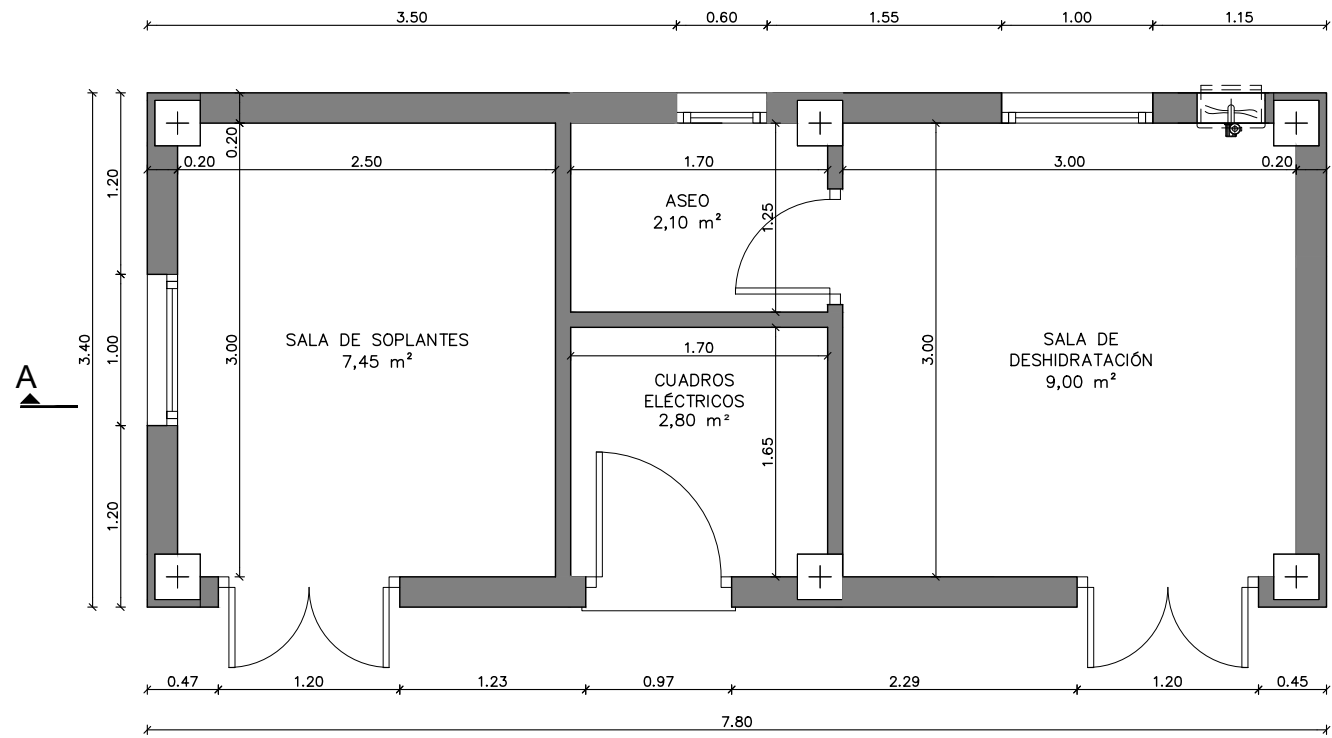 3.50
0.60
1.55
1.00
1.15
0.20
0.20
2.50
1.70
3.00
0.20
1.20
ASEO
2,10 m²
1.25
3.40
1.00
3.00
SALA DE SOPLANTES
7,45 m²
1.70
3.00
SALA DE
DESHIDRATACIÓN
9,00 m²
A
CUADROS
ELÉCTRICOS
2,80 m²
1.65
1.20
0.47
1.20
1.23
0.97
2.29
1.20
0.45
7.80